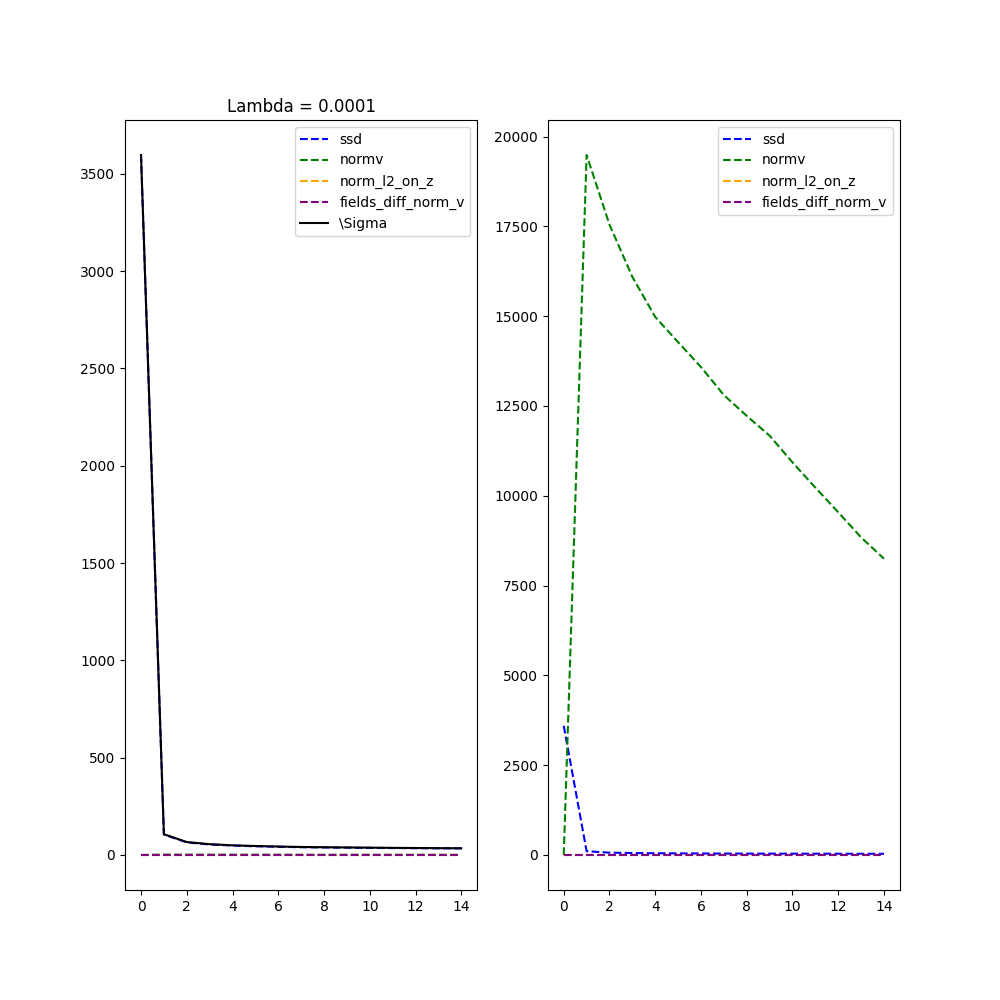 Lambda = 0.0001
ssd
normv
norm_l2_on_z
fields_diff_norm_v
\Sigma
3500
3000
2500
2000
1500
1000
500
0
0 2 4 6 8 10 12 14
ssd
normv
norm_l2_on_z
fields_diff_norm_v
20000
17500
15000
12500
10000
7500
5000
2500
0
0 2 4 6 8 10 12 14